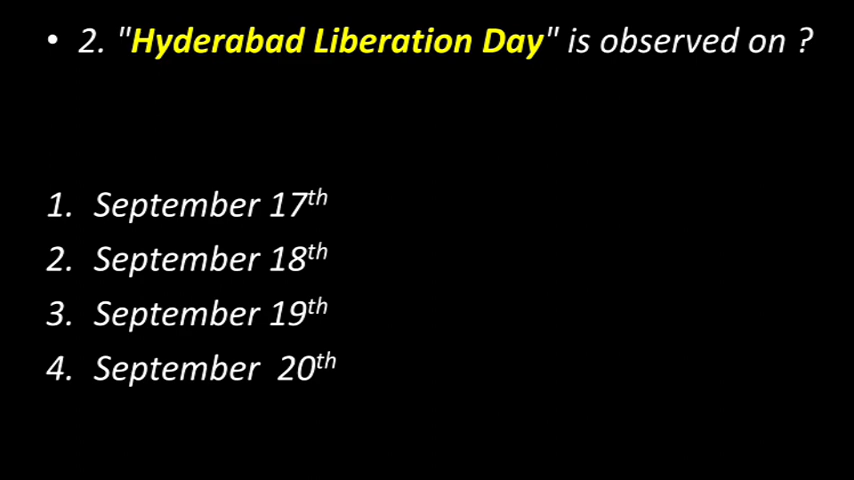 • 2. "Hyderabad Liberation Day" is observed on ?
1. September 17th
2. September 18th
3. September 19th
4. September 20th